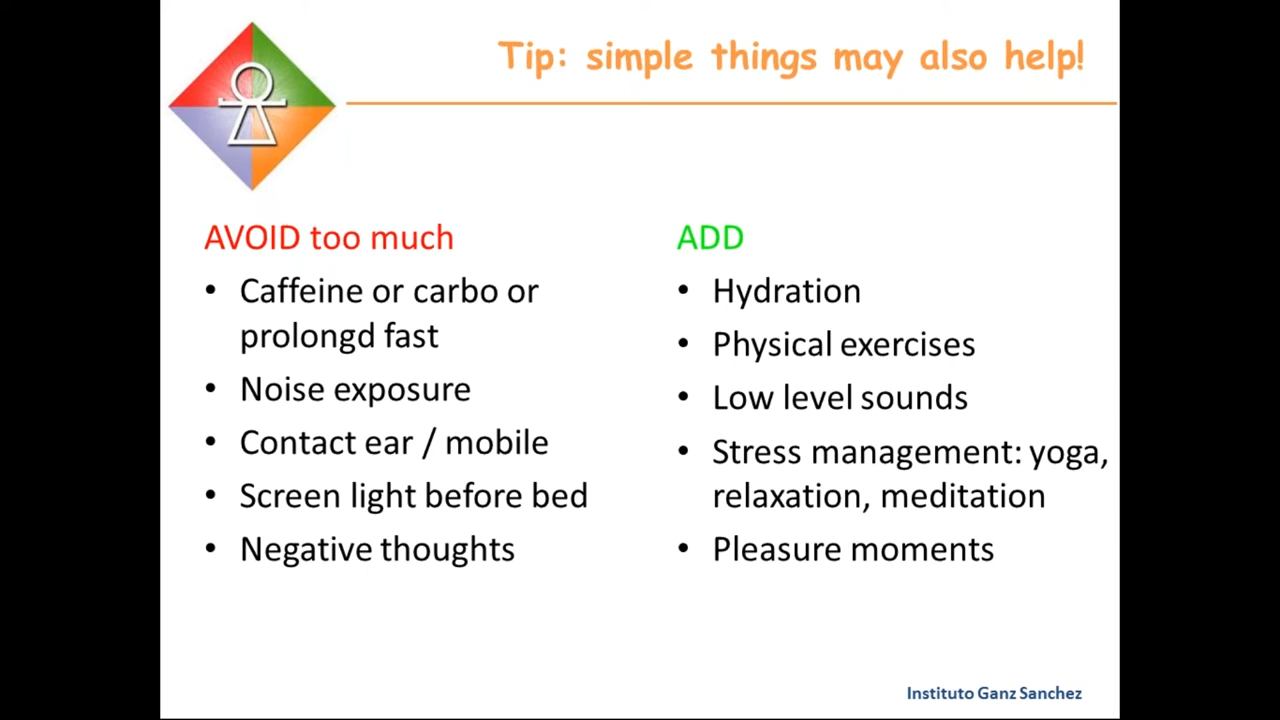 Tip: simple things may also help!
AVOID too much
• Caffeine or carbo or
prolongd fast
• Noise exposure
• Contact ear / mobile
• Screen light before bed
• Negative thoughts
ADD
• Hydration
• Physical exercises
• Low level sounds
• Stress management: yoga,
relaxation, meditation
• Pleasure moments
Instituto Ganz Sanchez